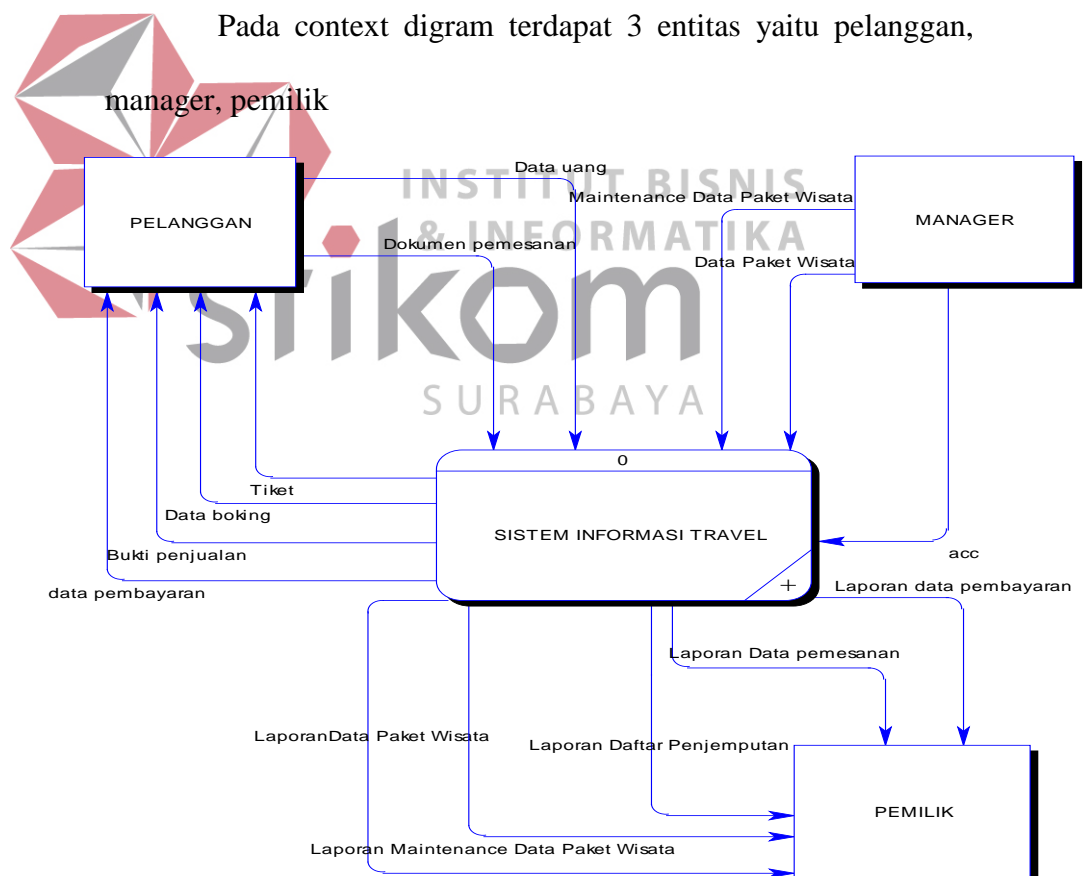 Pada context digram terdapat 3 entitas yaitu pelanggan,
manager, pemilik
INSTITUT BISNIS
& INFORMATIKA
stikom
SURABAYA
Data uang
Maintenance Data Paket Wisata
PELANGGAN
MANAGER
Dokumen pemesanan
Data Paket Wisata
0
Tiket
Data boking
SISTEM INFORMASI TRAVEL
Bukti penjualan
acc
data pembayaran
+
Laporan data pembayaran
Laporan Data pemesanan
LaporanData Paket Wisata
Laporan Daftar Penjemputan
PEMILIK
Laporan Maintenance Data Paket Wisata